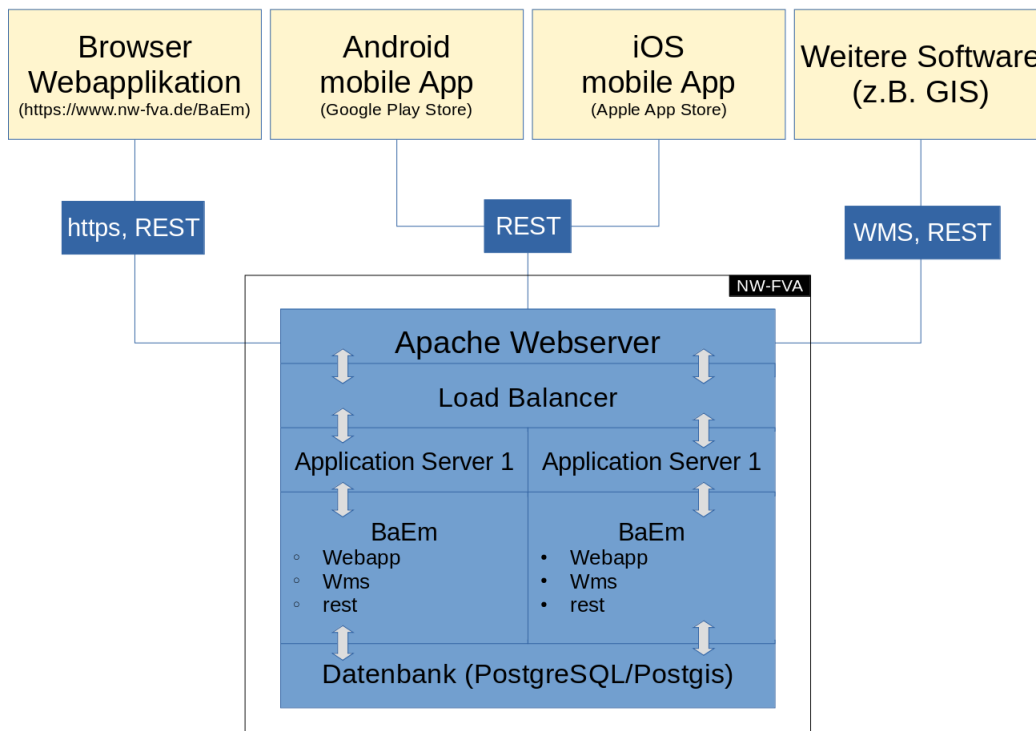 Browser
Webapplikation
(https://www.nw-fva.de/BaEm)
Android
mobile App
(Google Play Store)
iOS
mobile App
(Apple App Store)
Weitere Software
(z.B. GIS)
https, REST
REST
WMS, REST
NW-FVA
Apache Webserver
Load Balancer
Application Server 1
Application Server 1
BaEm
Webapp
Wms
rest
BaEm
Webapp
Wms
rest
Datenbank (PostgreSQL/Postgis)